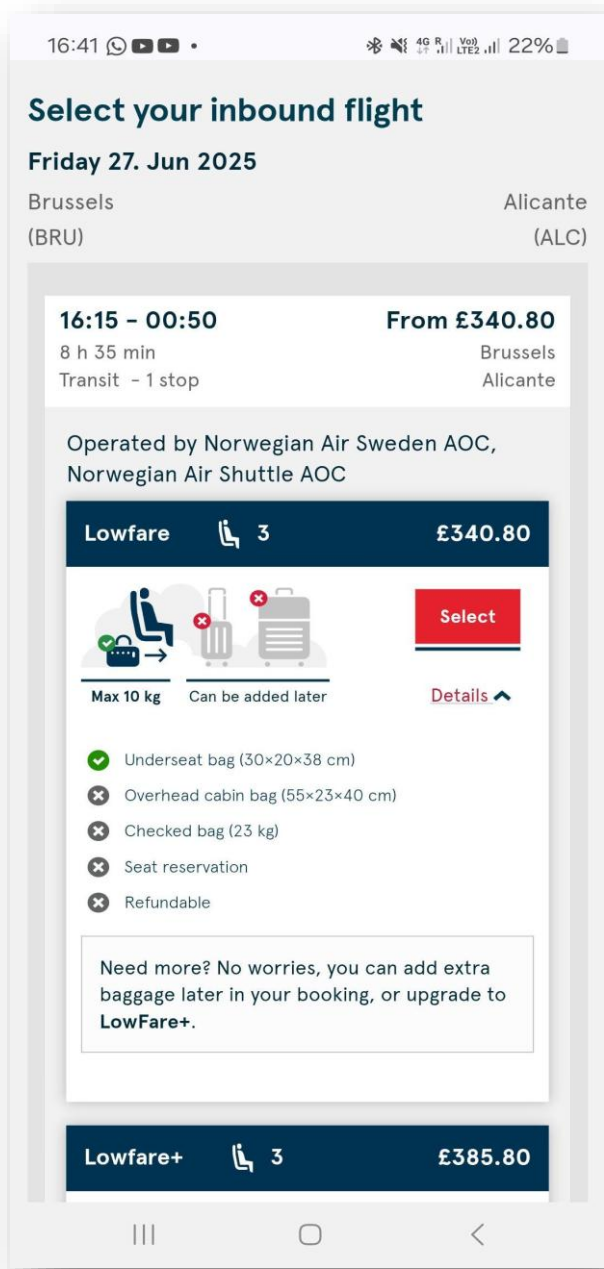 16:41
4G R Vo)) LTE2 22%
Select your inbound flight
Friday 27. Jun 2025
Brussels Alicante
(BRU) (ALC)
16:15 – 00:50 From £340.80
8 h 35 min Brussels
Transit - 1 stop Alicante
Operated by Norwegian Air Sweden AOC,
Norwegian Air Shuttle AOC
Lowfare 3 £340.80
Select
Max 10 kg Can be added later Details
Underseat bag (30×20×38 cm)
Overhead cabin bag (55×23×40 cm)
Checked bag (23 kg)
Seat reservation
Refundable
Need more? No worries, you can add extra
baggage later in your booking, or upgrade to
LowFare+.
Lowfare+ 3 £385.80